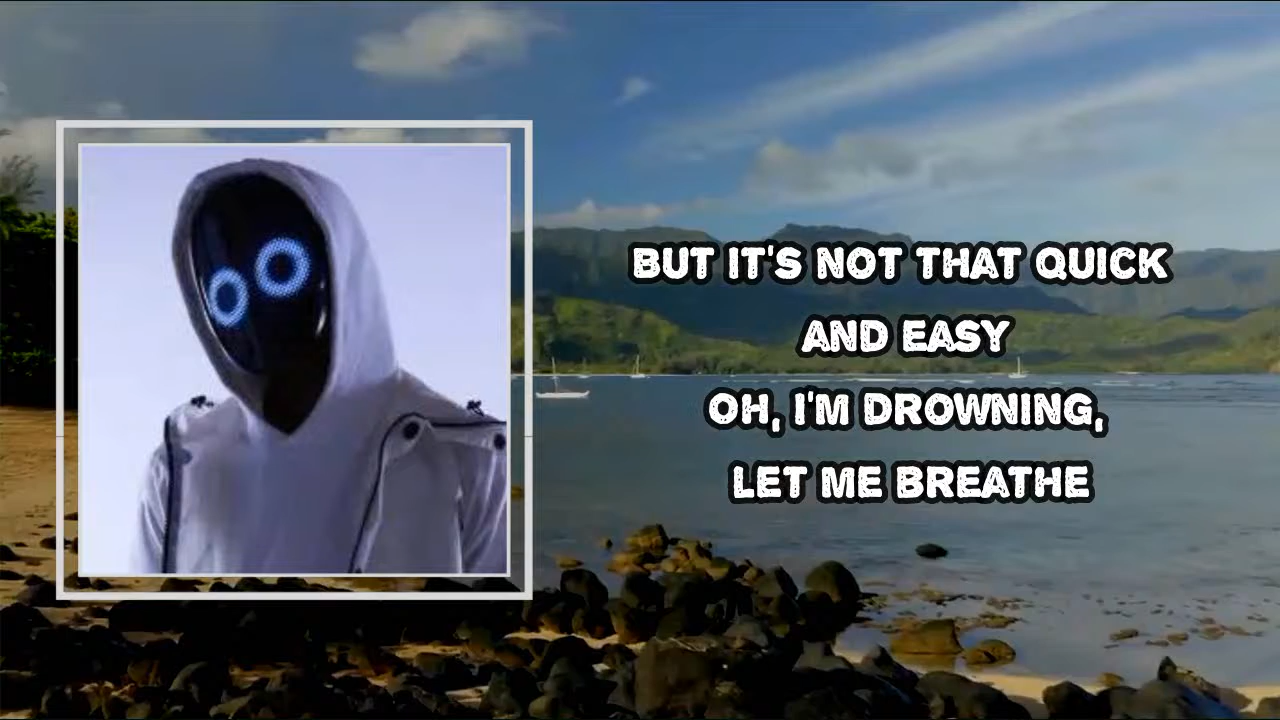 BUT IT'S NOT THAT QUICK
AND EASY
OH, I'M DROWNING,
LET ME BREATHE